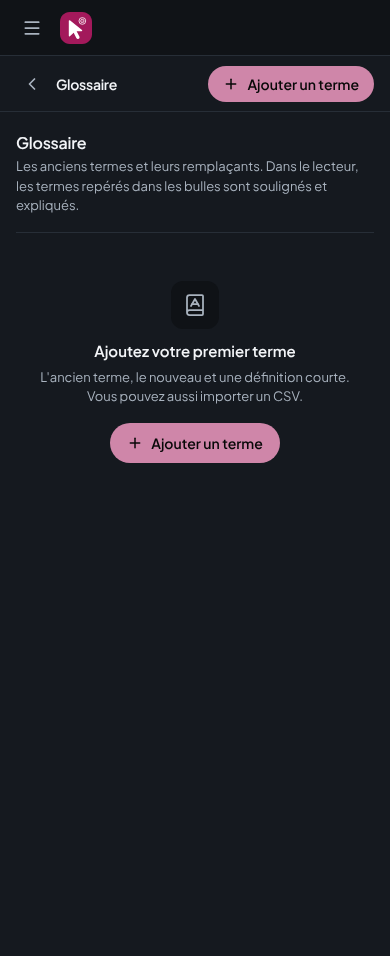 Glossaire
Ajouter un terme
Glossaire
Les anciens termes et leurs remplaçants. Dans le lecteur,
les termes repérés dans les bulles sont soulignés et
expliqués.
Ajoutez votre premier terme
L'ancien terme, le nouveau et une définition courte.
Vous pouvez aussi importer un CSV.
Ajouter un terme